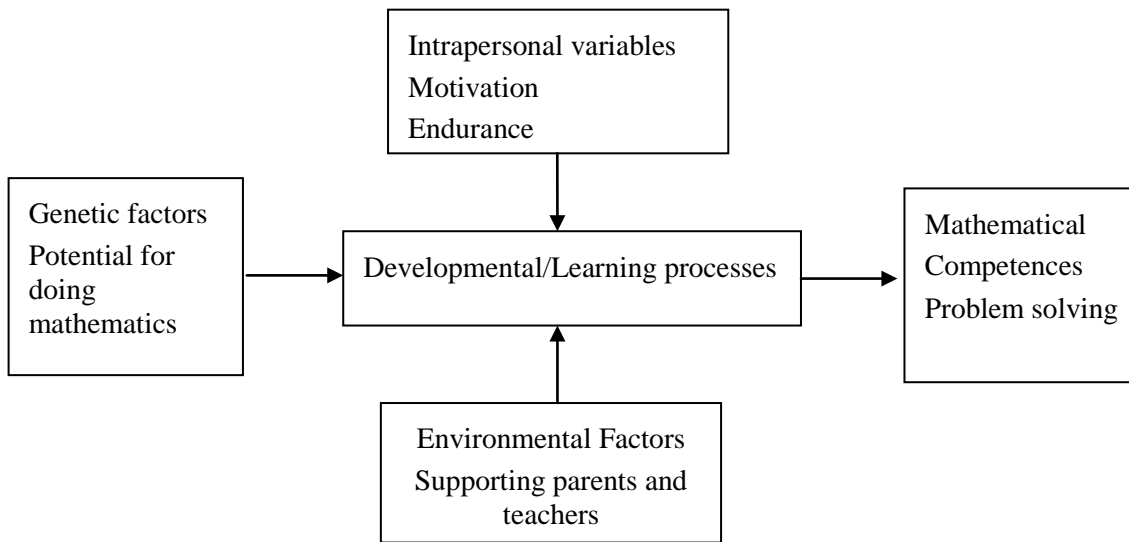 Intrapersonal variables
Motivation
Endurance
Genetic factors
Potential for
doing
mathematics
Developmental/Learning processes
Mathematical
Competences
Problem solving
Environmental Factors
Supporting parents and
teachers